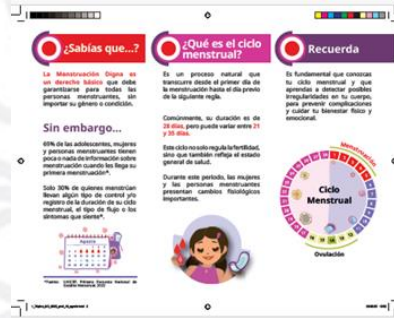 ¿Sabías que...?
La Menstruación Digna es
un derecho básico que debe
garantizarse para todas las
personas menstruantes, sin
importar su género o condición.
Sin embargo...
69% de las adolescentes, mujeres
y personas menstruantes tienen
poca o nada de información sobre
menstruación cuando les llega su
primera menstruación*.
Solo 30% de quienes menstrúan
llevan algún tipo de control y/o
registro de la duración de su ciclo
menstrual, el tipo de flujo o los
síntomas que siente*.
Agosto
¿Qué es el ciclo
menstrual?
Es un proceso natural que
transcurre desde el primer día de
la menstruación hasta el día previo
de la siguiente regla.
Comúnmente, su duración es de
28 días, pero puede variar entre 21
y 35 días.
Este ciclo no solo regula la fertilidad,
sino que también refleja el estado
general de salud.
Durante este periodo, las mujeres
y las personas menstruantes
presentan cambios fisiológicos
importantes.
Recuerda
Es fundamental que conozcas
tu ciclo menstrual y que
aprendas a detectar posibles
irregularidades en tu cuerpo,
para prevenir complicaciones
y cuidar tu bienestar físico y
emocional.
Menstruación
Ciclo
Menstrual
Ovulación